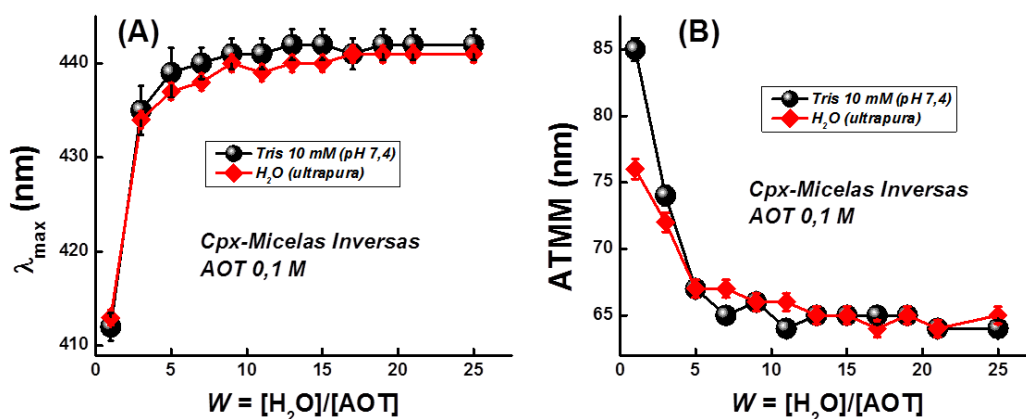 (A)
λmax (nm)
440
430
420
410
Tris 10 mM (pH 7,4)
H2O (ultrapura)
Cpx-Micelas Inversas
AOT 0,1 M
0 5 10 15 20 25
W = [H2O]/[AOT]
(B)
ATMM (nm)
85
75
65
Tris 10 mM (pH 7,4)
H2O (ultrapura)
Cpx-Micelas Inversas
AOT 0,1 M
0 5 10 15 20 25
W = [H2O]/[AOT]